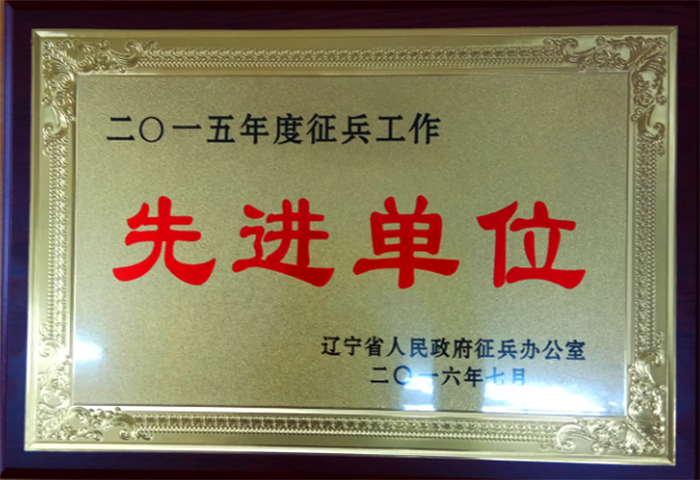 二〇一五年度征兵工作
先进单位
辽宁省人民政府征兵办公室
二〇一六年七月